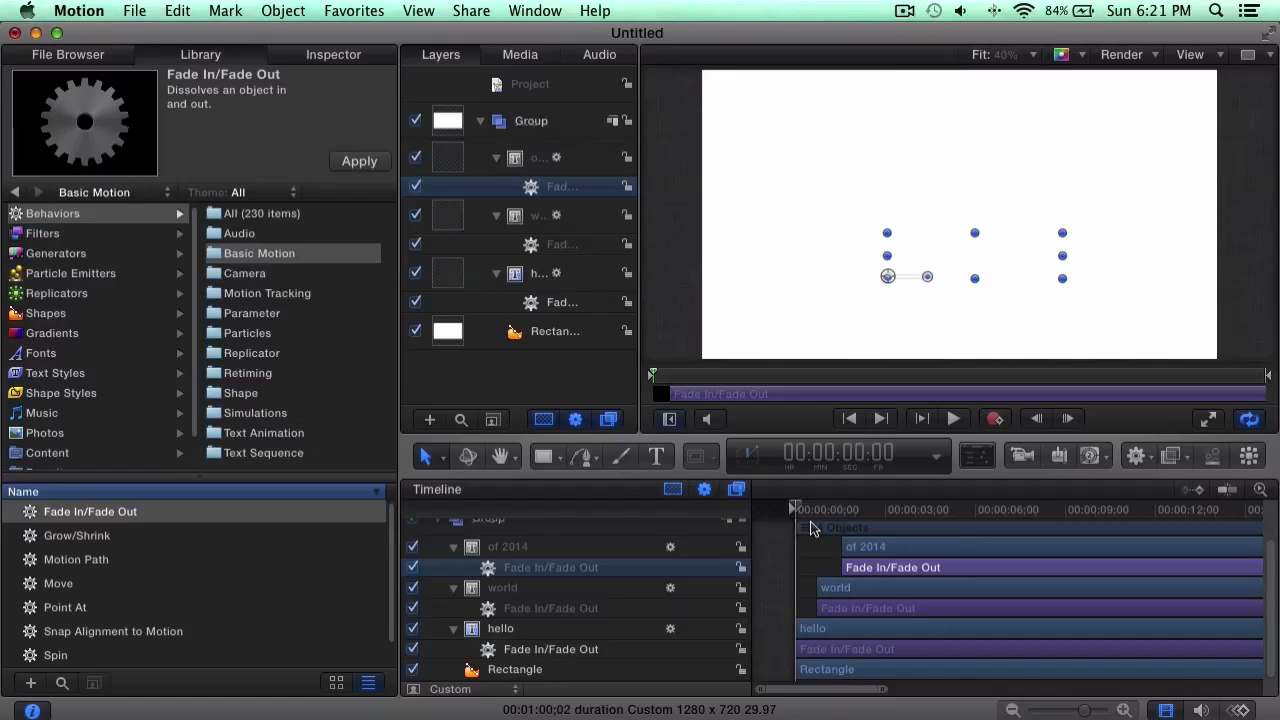 Motion File Edit Mark Object Favorites View Share Window Help 84% Sun 6:21 PM
Untitled
File Browser Library Inspector Layers Media Audio Fit: 40% Render View
Fade In/Fade Out
Dissolves an object in
and out.
Apply
Project
Group
o...
Fad...
w...
Fad...
h...
Fad...
Rectan...
Basic Motion Theme: All
Behaviors All (230 items)
Filters Audio
Generators Basic Motion
Particle Emitters Camera
Replicators Motion Tracking
Shapes Parameter
Gradients Particles
Fonts Replicator
Text Styles Retiming
Shape Styles Shape
Music Simulations
Photos Text Animation
Content Text Sequence
Fade In/Fade Out
00:00:00:00
HR MIN SEC FR
Name
Fade In/Fade Out
Grow/Shrink
Motion Path
Move
Point At
Snap Alignment to Motion
Spin
Timeline 00:00:00;00 00:00:03;00 00:00:06;00 00:00:09;00 00:00:12;00 00:
Group Objects
of 2014 of 2014
Fade In/Fade Out Fade In/Fade Out
world world
Fade In/Fade Out Fade In/Fade Out
hello hello
Fade In/Fade Out Fade In/Fade Out
Rectangle Rectangle
Custom
00:01:00;02 duration Custom 1280 x 720 29.97